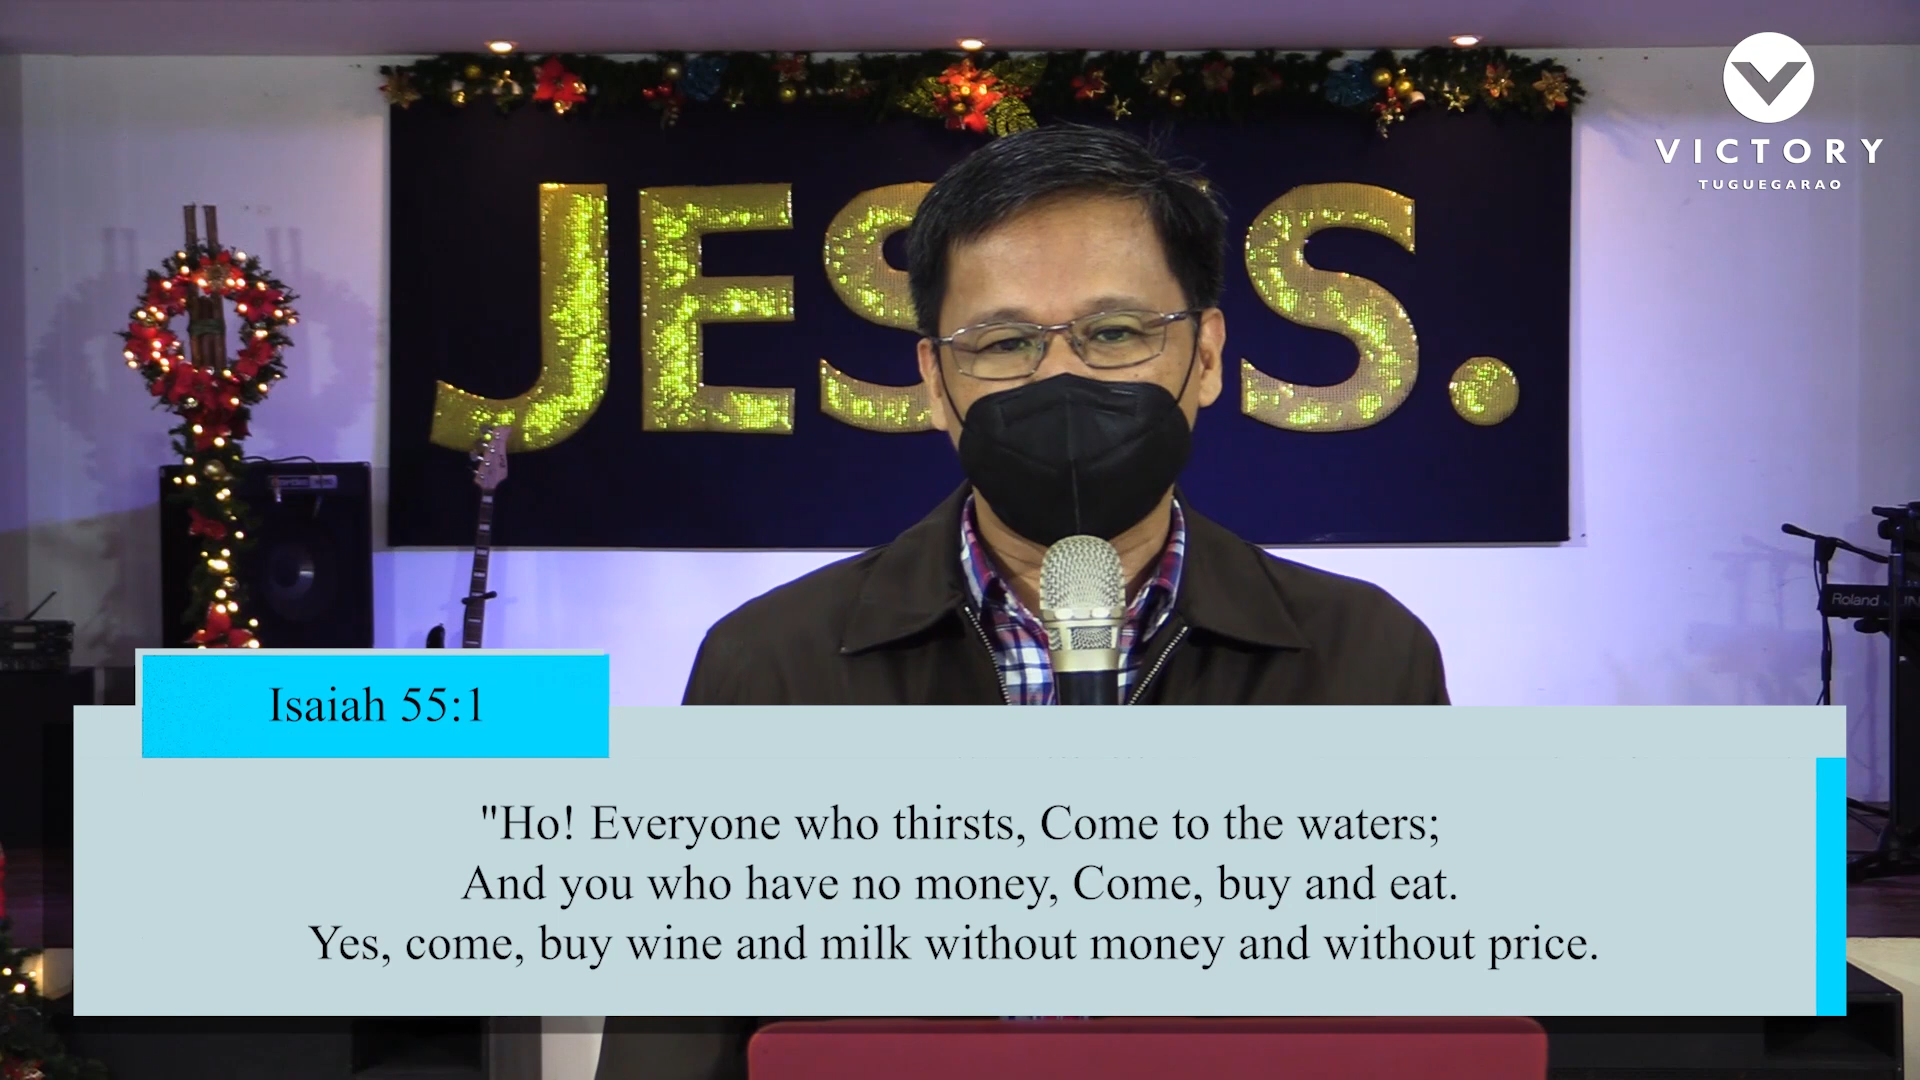 VICTORY
TUGUEGARAO
JES S.
Roland
Isaiah 55:1
"Ho! Everyone who thirsts, Come to the waters;
And you who have no money, Come, buy and eat.
Yes, come, buy wine and milk without money and without price.